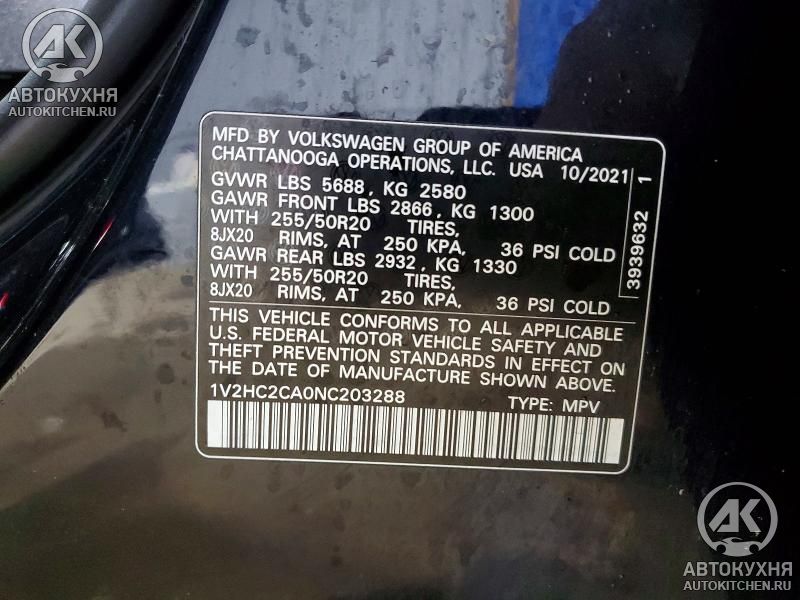 AK
АВТОКУХНЯ
AUTOKITCHEN.RU
MFD BY VOLKSWAGEN GROUP OF AMERICA
CHATTANOOGA OPERATIONS, LLC. USA 10/2021
GVWR LBS 5688, KG 2580
GAWR FRONT LBS 2866, KG 1300
WITH 255/50R20 TIRES,
8JX20 RIMS, AT 250 KPA, 36 PSI COLD
GAWR REAR LBS 2932, KG 1330
WITH 255/50R20 TIRES,
8JX20 RIMS, AT 250 KPA, 36 PSI COLD
THIS VEHICLE CONFORMS TO ALL APPLICABLE
U.S. FEDERAL MOTOR VEHICLE SAFETY AND
THEFT PREVENTION STANDARDS IN EFFECT ON
THE DATE OF MANUFACTURE SHOWN ABOVE.
1V2HC2CA0NC203288 TYPE: MPV
3939632 1
AK
АВТОКУХНЯ
AUTOKITCHEN.RU